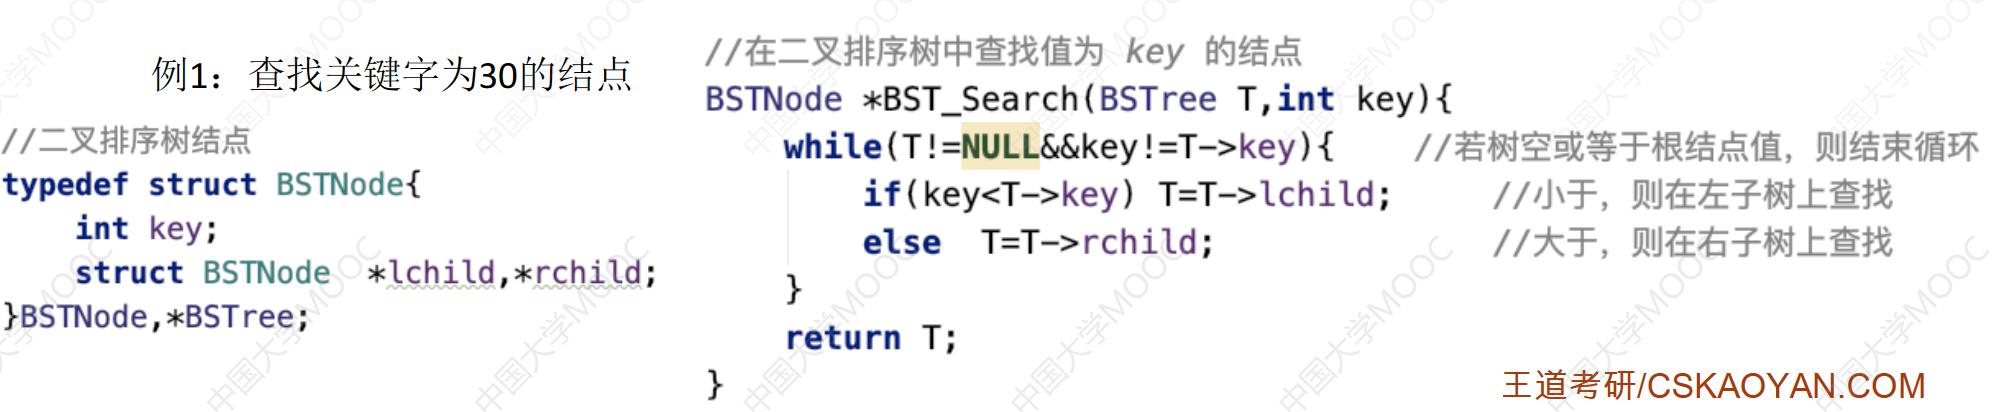 例1：查找关键字为30的结点
//二叉排序树结点
typedef struct BSTNode{
    int key;
    struct BSTNode  *lchild,*rchild;
}BSTNode,*BSTree;
//在二叉排序树中查找值为 key 的结点
BSTNode *BST_Search(BSTree T,int key){
    while(T!=NULL&&key!=T->key){    //若树空或等于根结点值，则结束循环
        if(key<T->key) T=T->lchild;    //小于，则在左子树上查找
        else  T=T->rchild;    //大于，则在右子树上查找
    }
    return T;
}
王道考研/CSKAOYAN.COM
中国大学MOOC